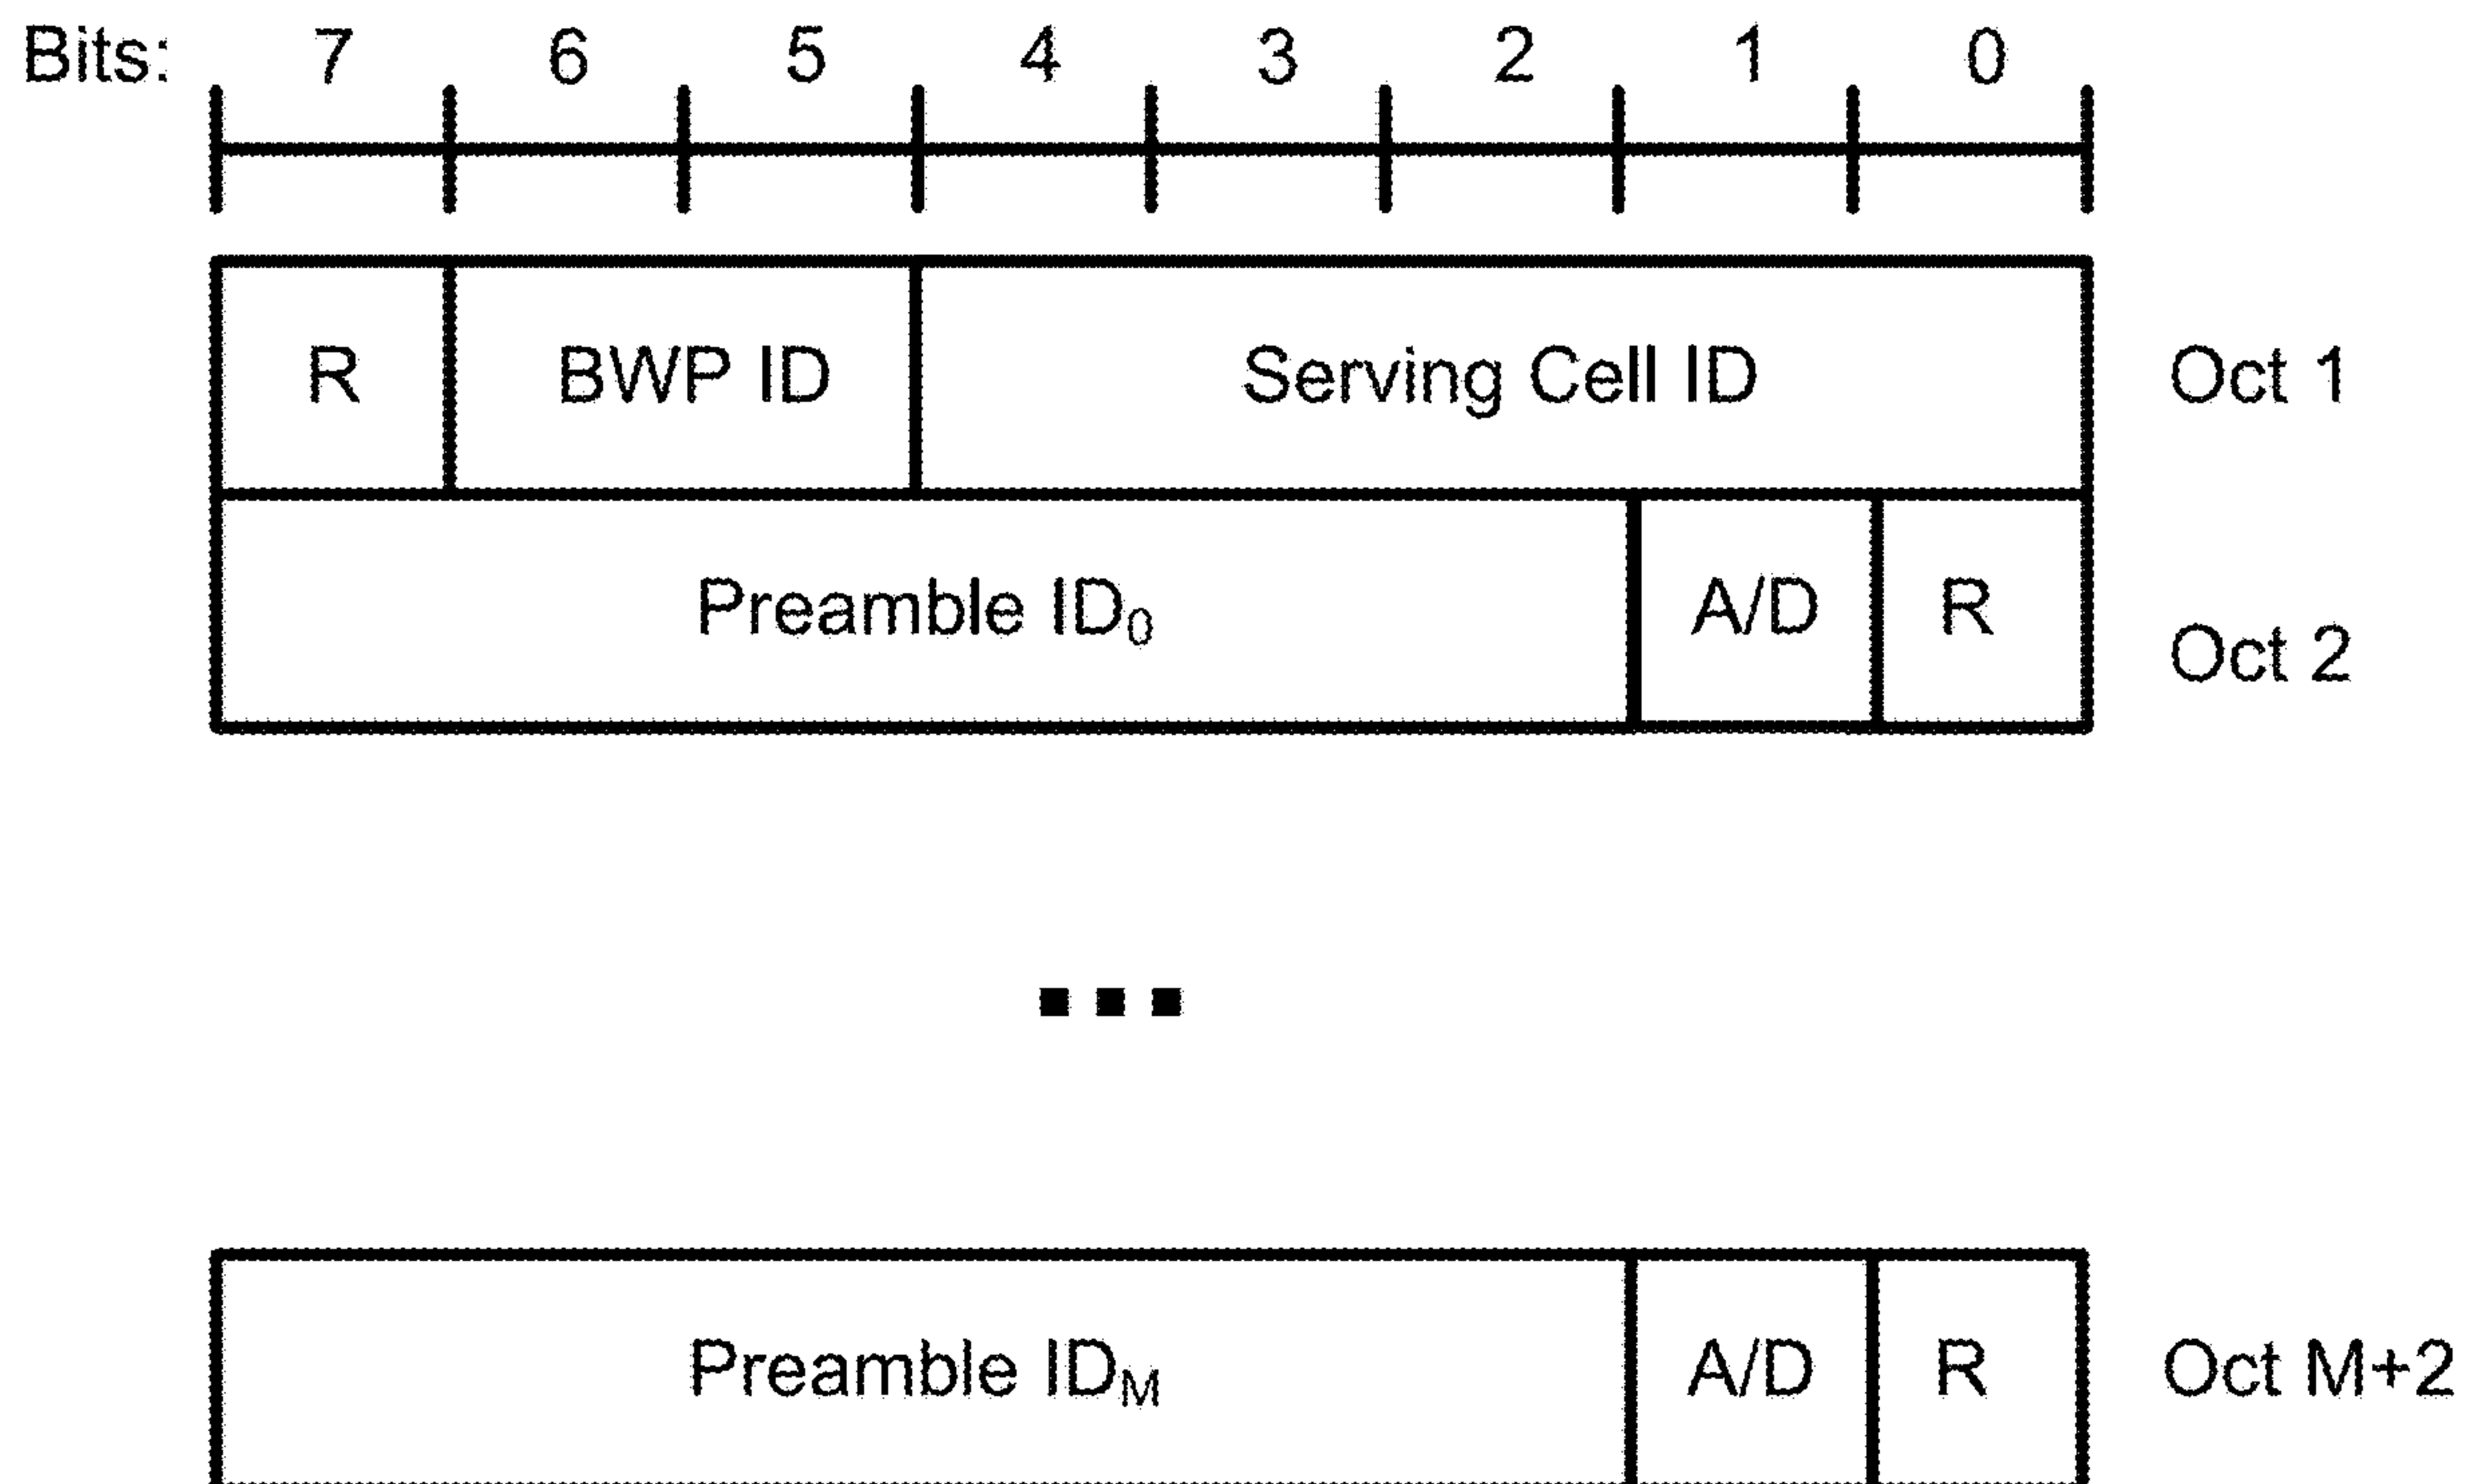 Bits: 7 6 5 4 3 2 1 0
R BWP ID Serving Cell ID Oct 1
Preamble ID₀ A/D R Oct 2
...
Preamble IDM A/D R Oct M+2